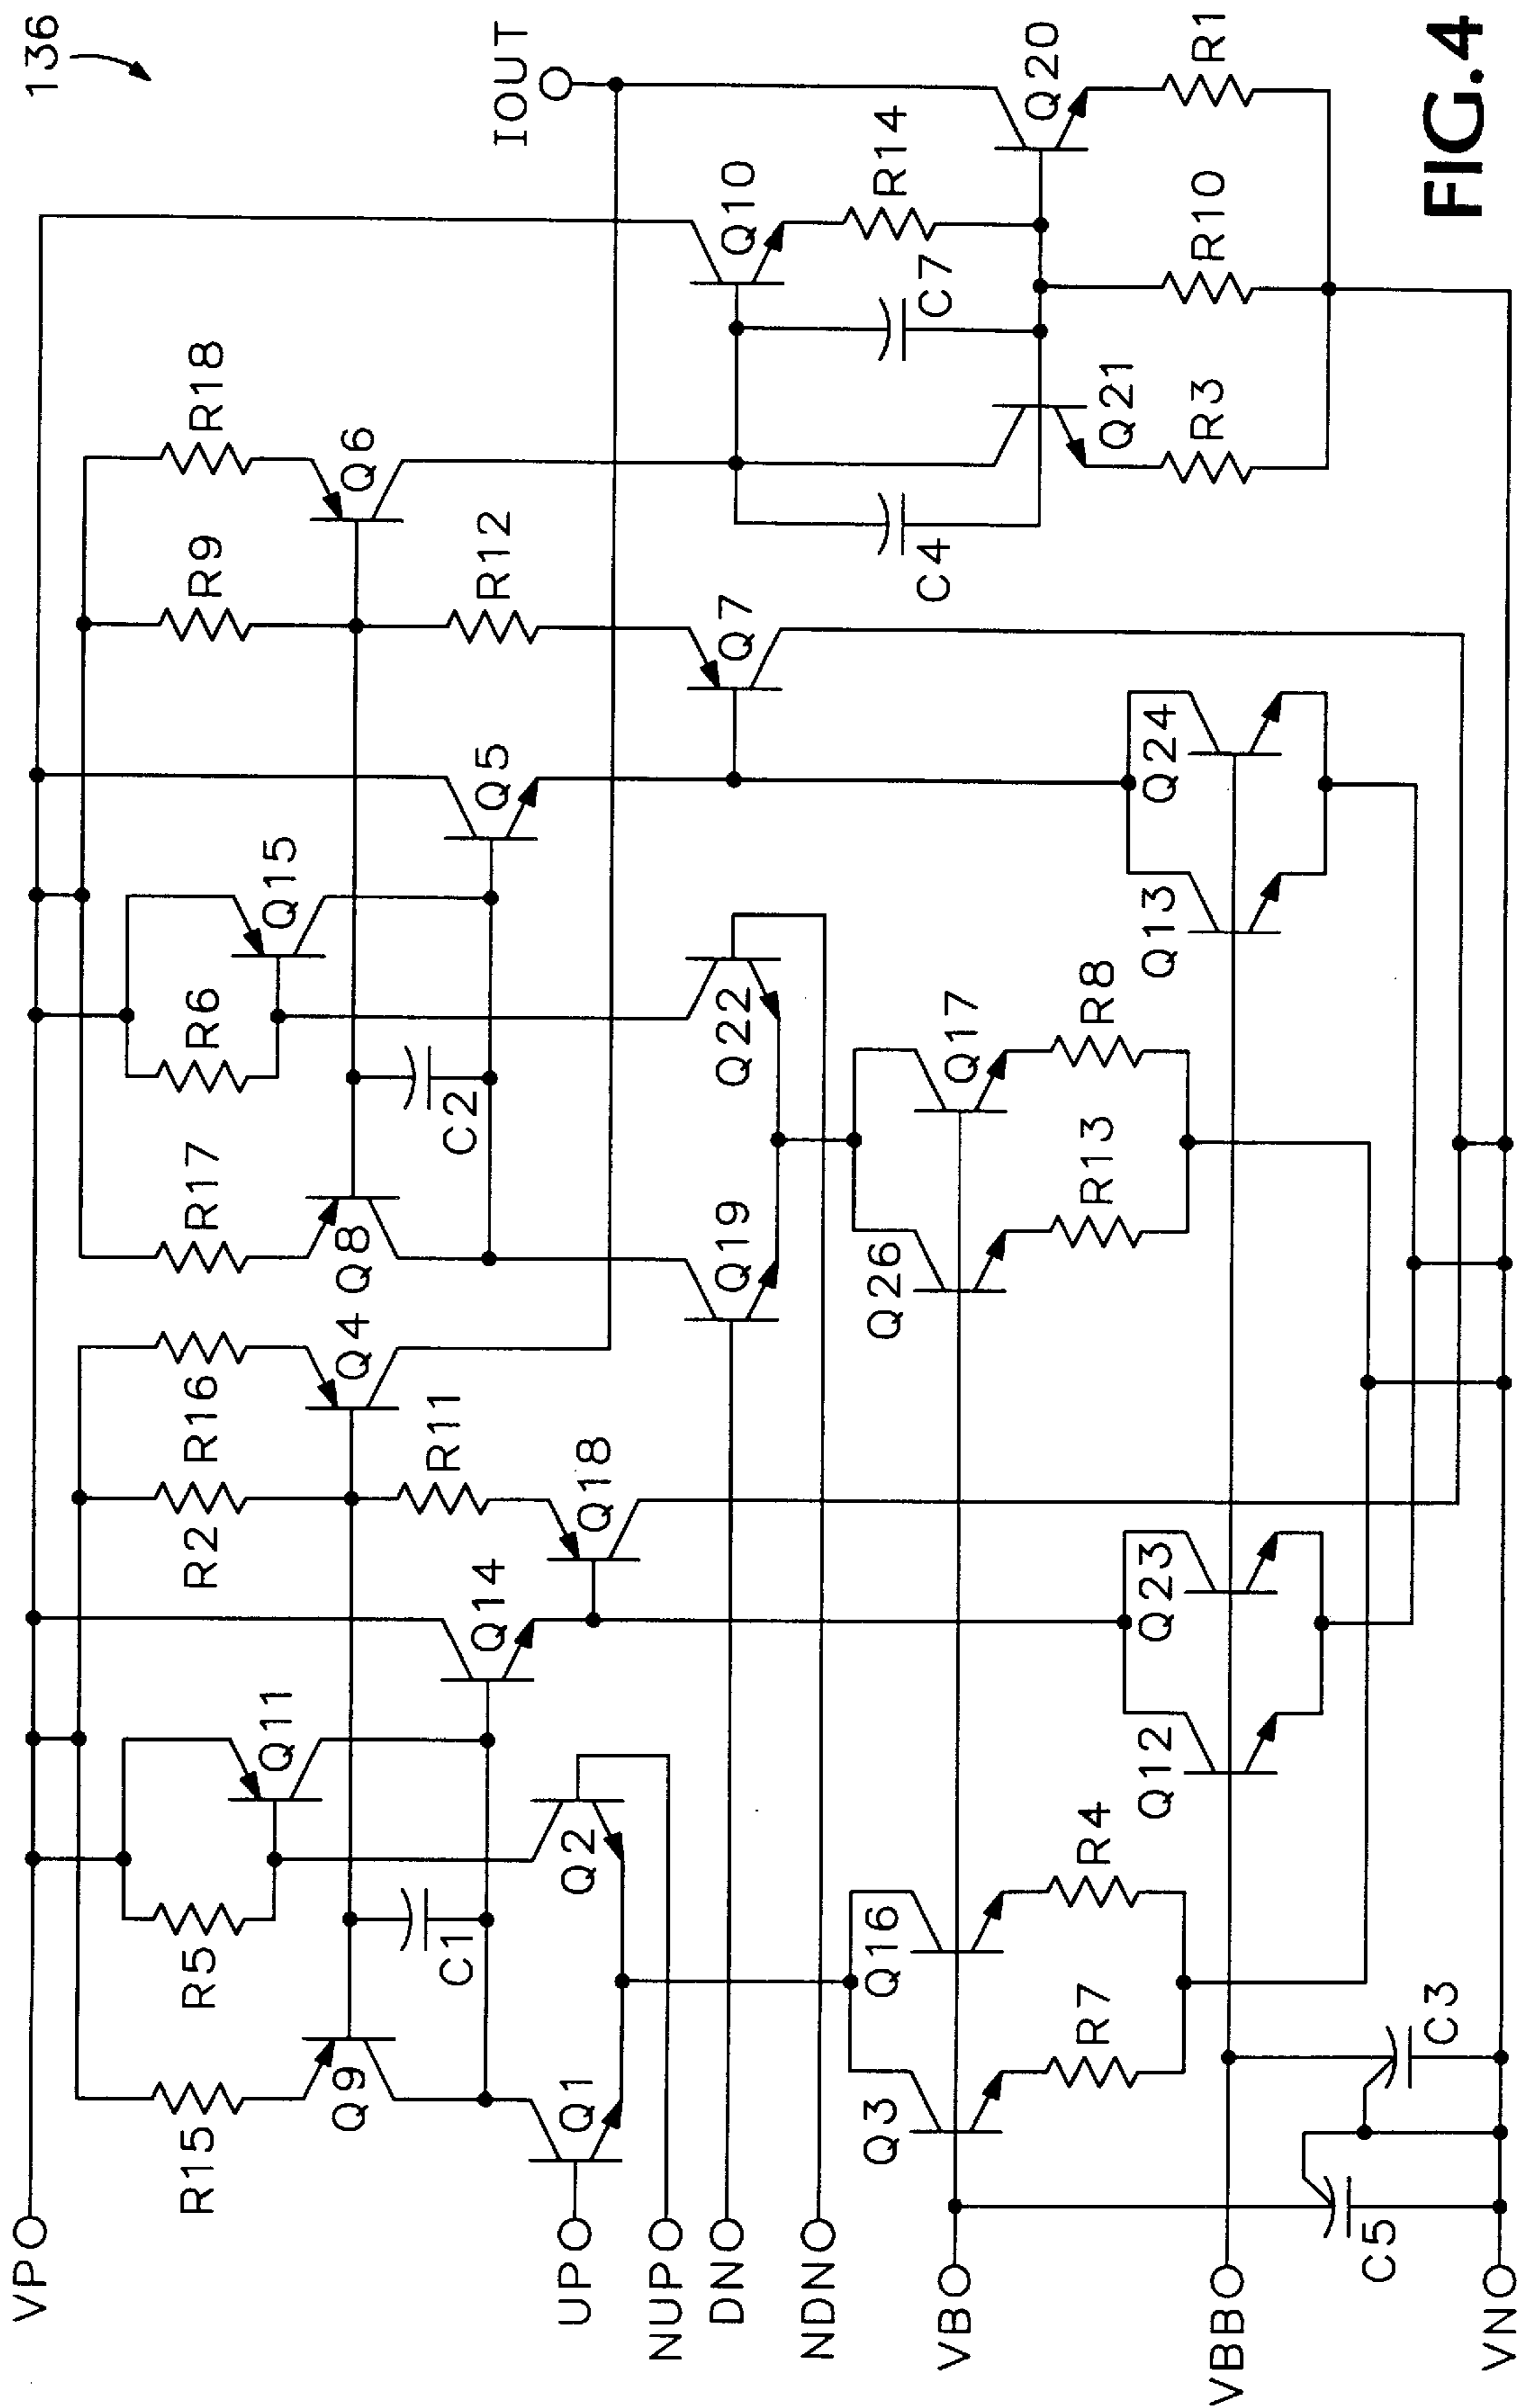 136
VP
R15
R5
Q11
R2
R16
R17
R6
Q15
R9
R18
Q9
C1
Q14
R11
Q4
Q8
C2
Q5
R12
Q6
IOUT
UP
Q1
Q2
Q18
NUP
DN
Q19
Q22
Q7
Q10
NDN
C4
C7
R14
Q3
Q16
Q26
Q17
VB
Q21
Q20
R7
R4
R13
R8
VBB
Q12
Q23
Q13
Q24
R3
R10
R1
C5
C3
VN
FIG.4